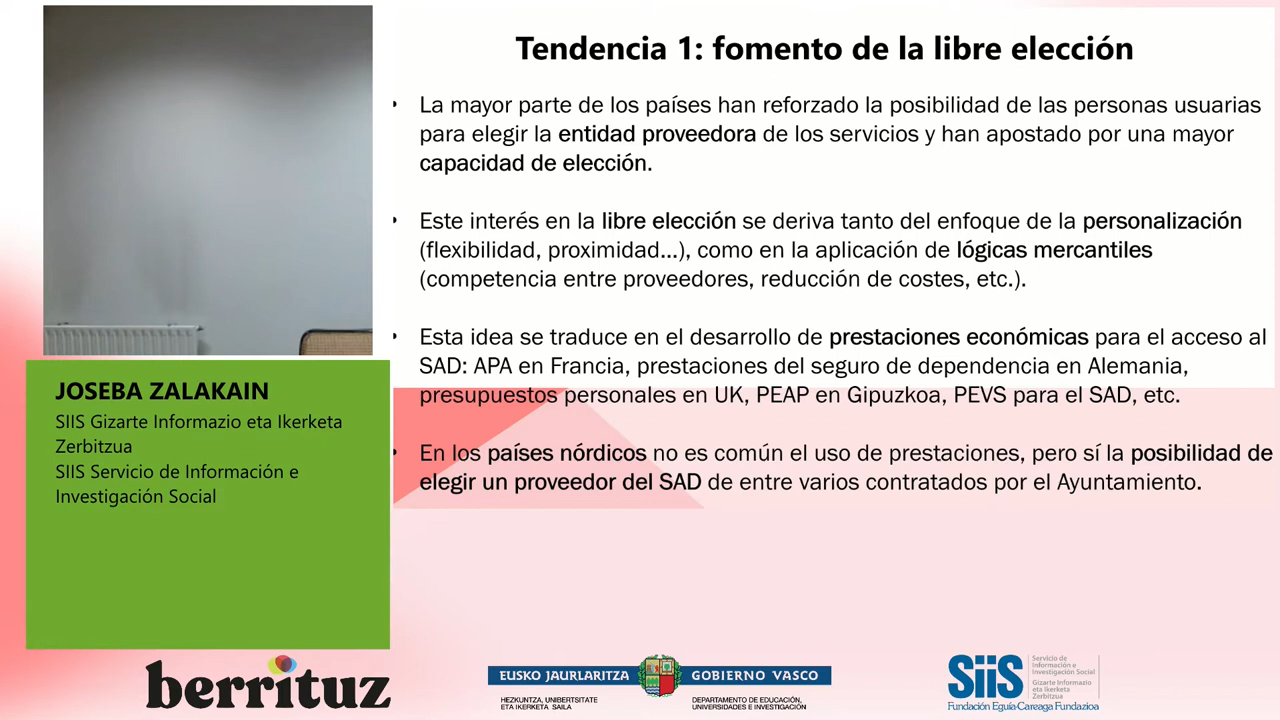 Tendencia 1: fomento de la libre elección
• La mayor parte de los países han reforzado la posibilidad de las personas usuarias
para elegir la entidad proveedora de los servicios y han apostado por una mayor
capacidad de elección.
• Este interés en la libre elección se deriva tanto del enfoque de la personalización
(flexibilidad, proximidad...), como en la aplicación de lógicas mercantiles
(competencia entre proveedores, reducción de costes, etc.).
• Esta idea se traduce en el desarrollo de prestaciones económicas para el acceso al
SAD: APA en Francia, prestaciones del seguro de dependencia en Alemania,
presupuestos personales en UK, PEAP en Gipuzkoa, PEVS para el SAD, etc.
• En los países nórdicos no es común el uso de prestaciones, pero sí la posibilidad de
elegir un proveedor del SAD de entre varios contratados por el Ayuntamiento.
JOSEBA ZALAKAIN
SIIS Gizarte Informazio eta Ikerketa
Zerbitzua
SIIS Servicio de Información e
Investigación Social
berrituz
EUSKO JAURLARITZA GOBIERNO VASCO
HEZKUNTZA, UNIBERTSITATE
ETA IKERKETA SAILA
DEPARTAMENTO DE EDUCACIÓN,
UNIVERSIDADES E INVESTIGACIÓN
SiiS
Servicio de
Información e
Investigación Social
Gizarte Informazio
eta Ikerketa
Zerbitzua
Fundación Eguía-Careaga Fundazioa